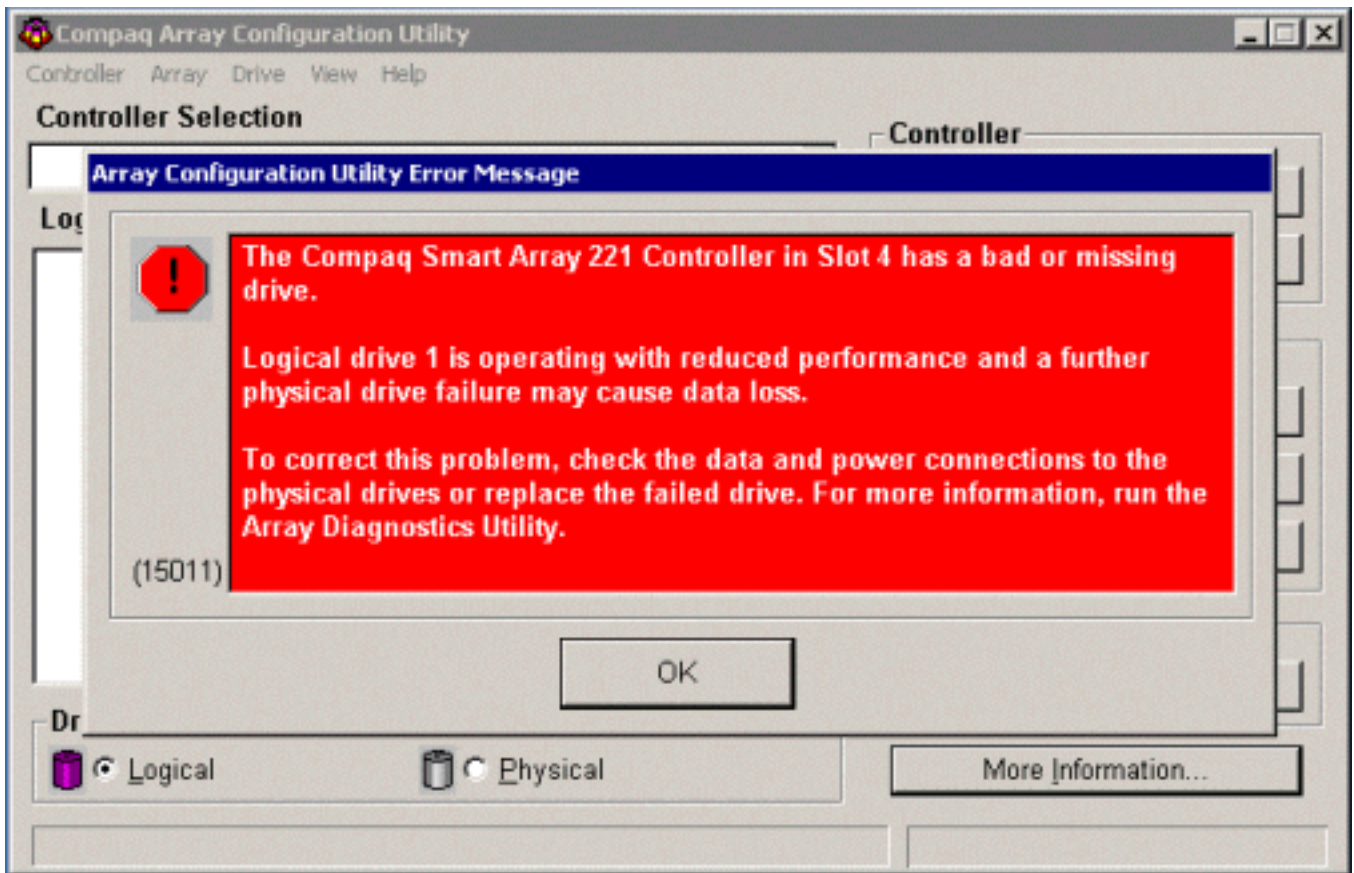 Compaq Array Configuration Utility
Controller Array Drive View Help
Controller Selection
Controller
Array Configuration Utility Error Message
The Compaq Smart Array 221 Controller in Slot 4 has a bad or missing
drive.
Logical drive 1 is operating with reduced performance and a further
physical drive failure may cause data loss.
To correct this problem, check the data and power connections to the
physical drives or replace the failed drive. For more information, run the
Array Diagnostics Utility.
(15011)
OK
Logical
Physical
More Information...